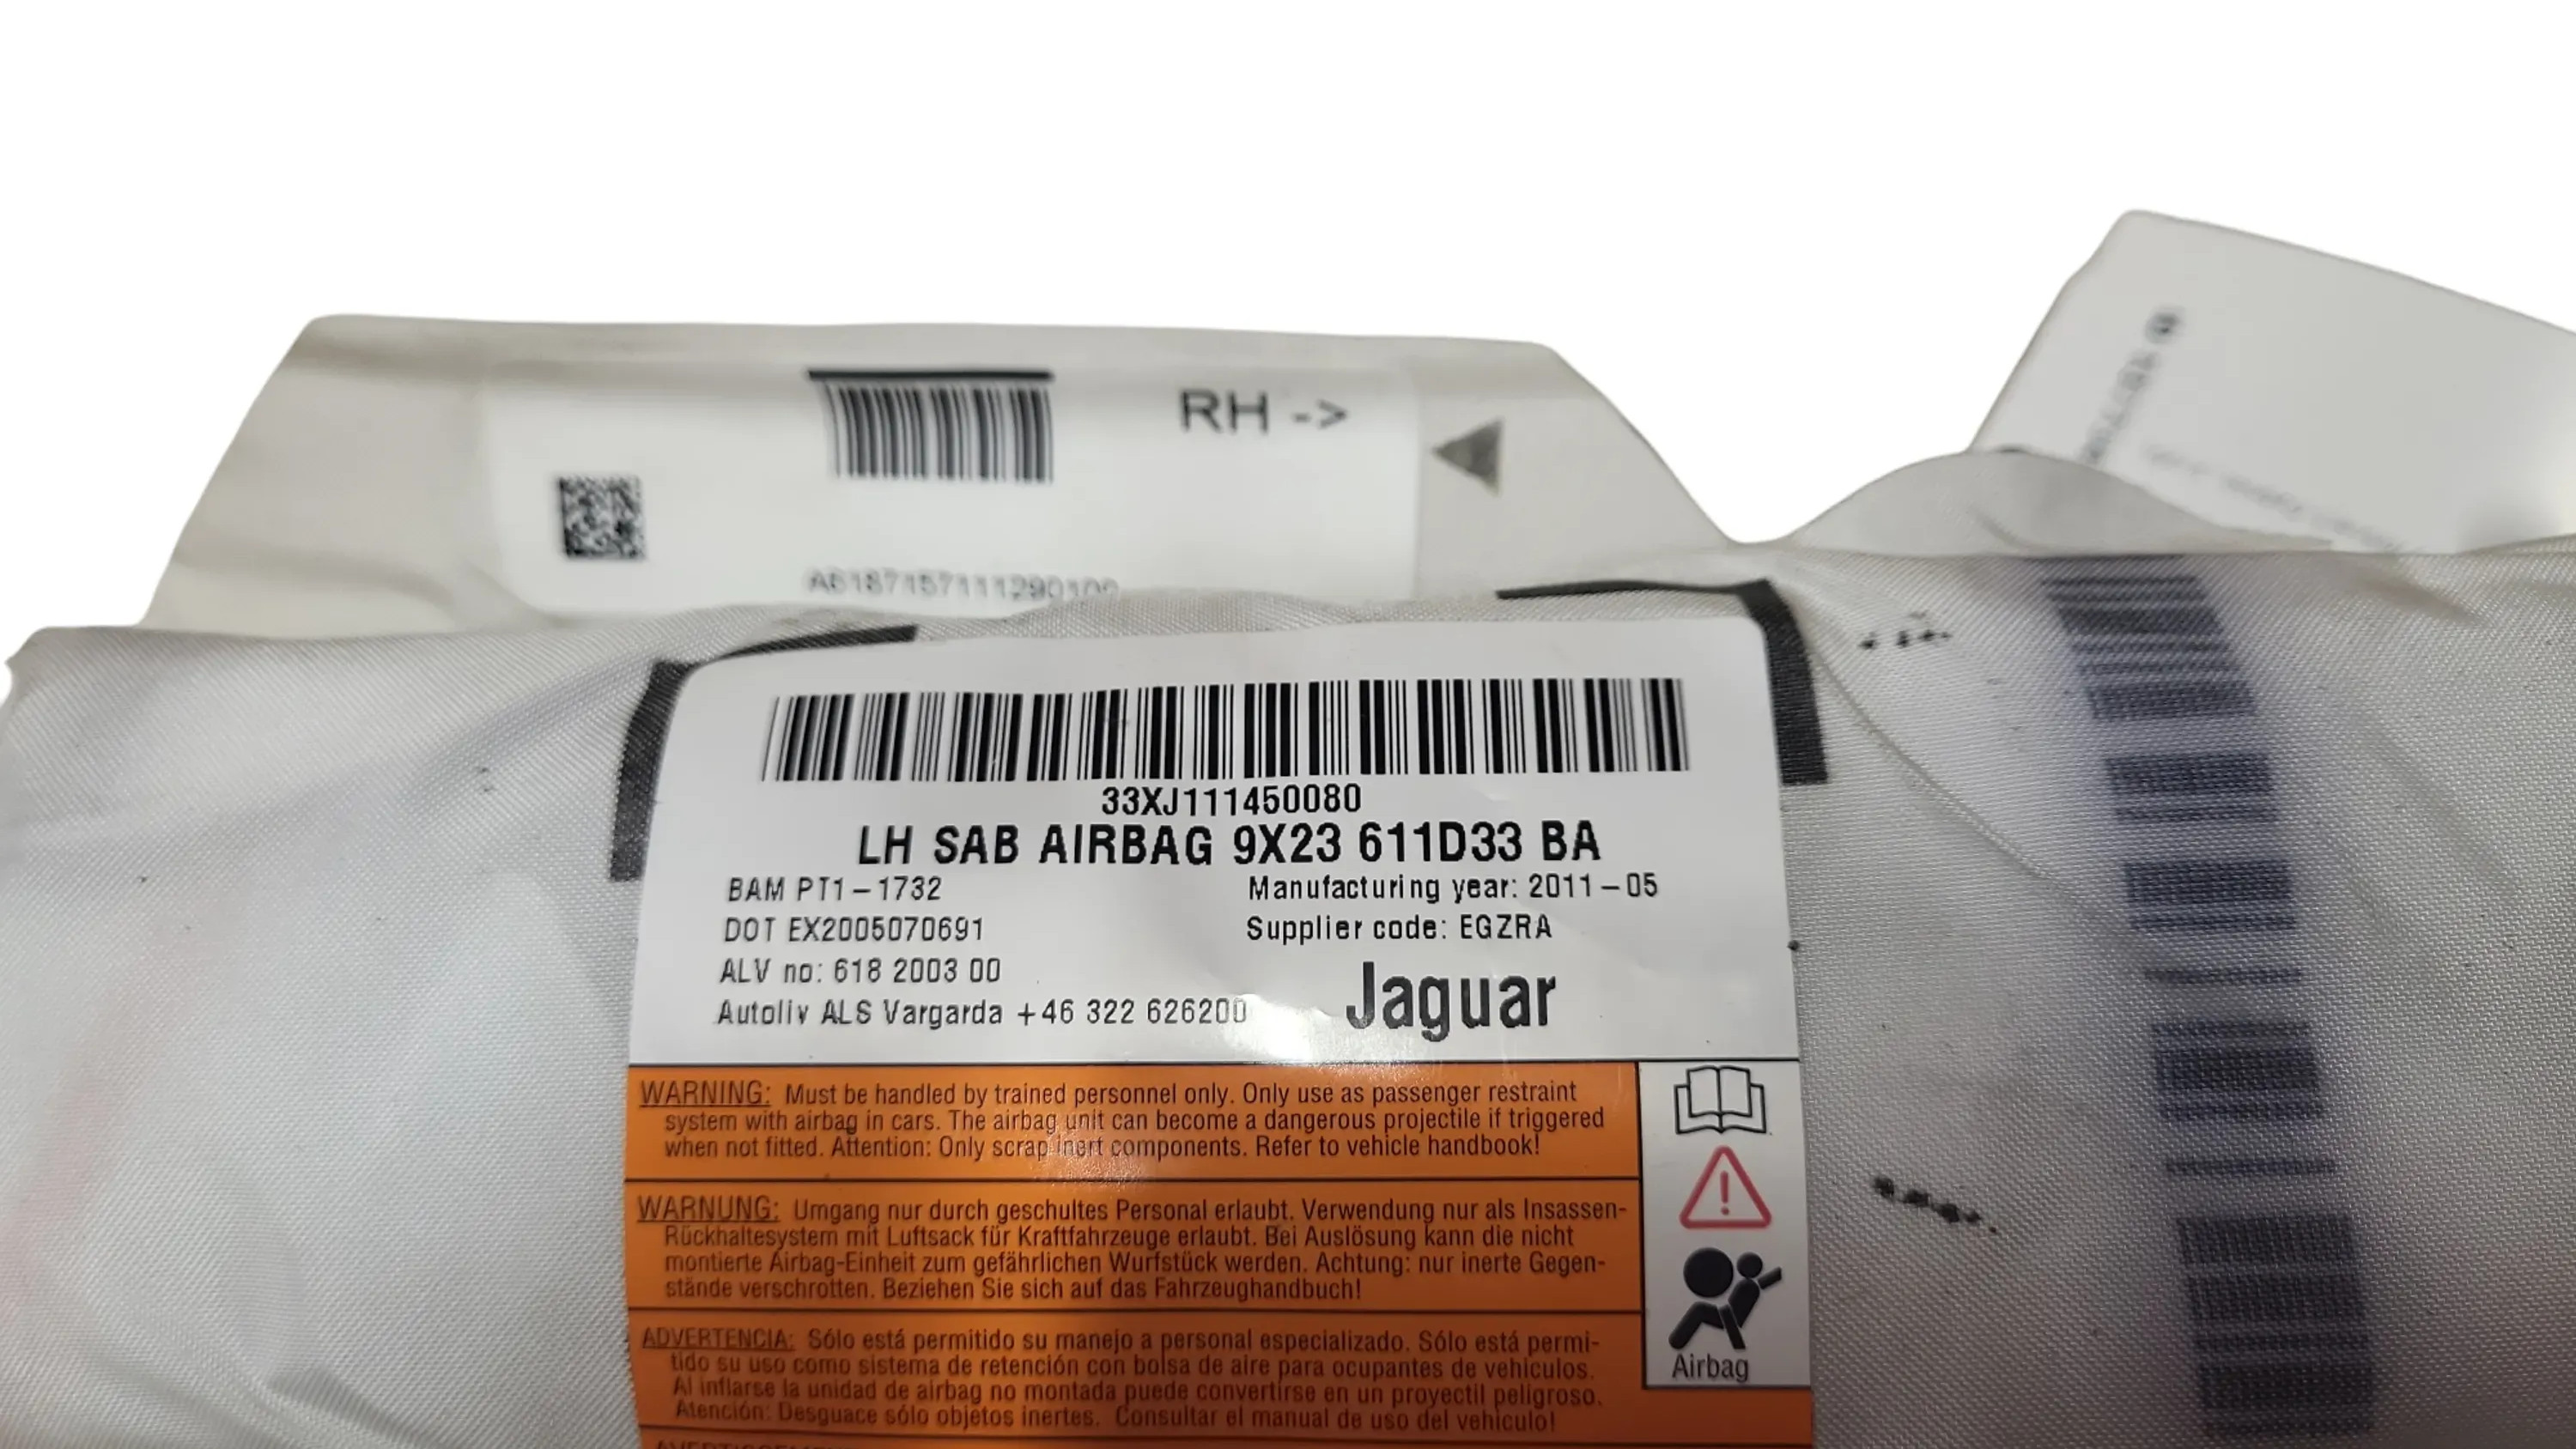 RH ->
A618715711129010
33XJ111450080
LH SAB AIRBAG 9X23 611D33 BA
BAM PT1-1732
Manufacturing year: 2011-05
DOT EX2005070691
Supplier code: EGZRA
ALV no: 618 2003 00
Autoliv ALS Vargarda +46 322 626200
Jaguar
WARNING: Must be handled by trained personnel only. Only use as passenger restraint
system with airbag in cars. The airbag unit can become a dangerous projectile if triggered
when not fitted. Attention: Only scrap inert components. Refer to vehicle handbook!
WARNUNG: Umgang nur durch geschultes Personal erlaubt. Verwendung nur als Insassen-
Rückhaltesystem mit Luftsack für Kraftfahrzeuge erlaubt. Bei Auslösung kann die nicht
montierte Airbag-Einheit zum gefährlichen Wurfstück werden. Achtung: nur inerte Gegen-
stände verschrotten. Beziehen Sie sich auf das Fahrzeughandbuch!
ADVERTENCIA: Sólo está permitido su manejo a personal especializado. Sólo está permi-
tido su uso como sistema de retención con bolsa de aire para ocupantes de vehículos.
Al inflarse la unidad de airbag no montada puede convertirse en un proyectil peligroso.
Atención: Desguace sólo objetos inertes. Consultar el manual de uso del vehículo!
Airbag